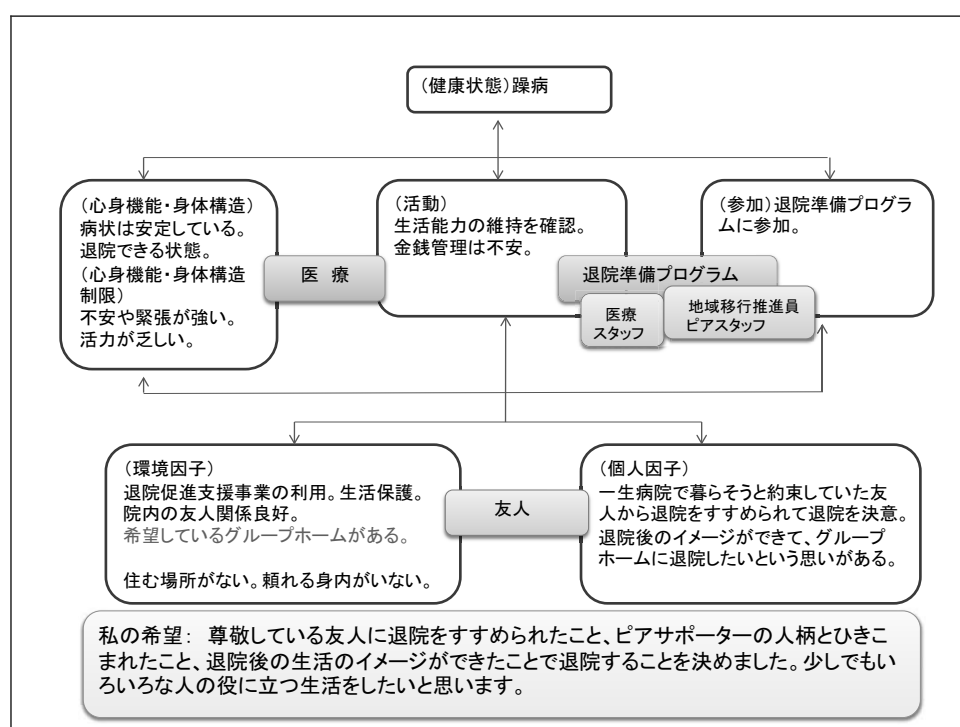 （健康状態）躁病
（心身機能・身体構造）
病状は安定している。
退院できる状態。
（心身機能・身体構造
制限）
不安や緊張が強い。
活力が乏しい。
医 療
（活動）
生活能力の維持を確認。
金銭管理は不安。
（参加）退院準備プログラ
ムに参加。
退院準備プログラム
医療
スタッフ
地域移行推進員
ピアスタッフ
（環境因子）
退院促進支援事業の利用。生活保護。
院内の友人関係良好。
希望しているグループホームがある。
住む場所がない。頼れる身内がいない。
友人
（個人因子）
一生病院で暮らそうと約束していた友
人から退院をすすめられて退院を決意。
退院後のイメージができて、グループ
ホームに退院したいという思いがある。
私の希望： 尊敬している友人に退院をすすめられたこと、ピアサポーターの人柄とひきこ
まれたこと、退院後の生活のイメージができたことで退院することを決めました。少しでもい
ろいろな人の役に立つ生活をしたいと思います。